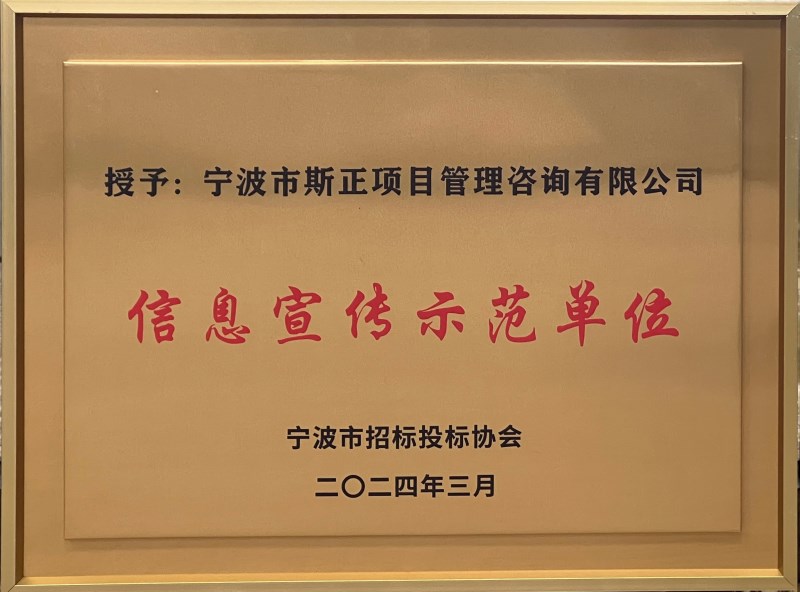 授予：宁波市斯正项目管理咨询有限公司
信息宣传示范单位
宁波市招标投标协会
二〇二四年三月